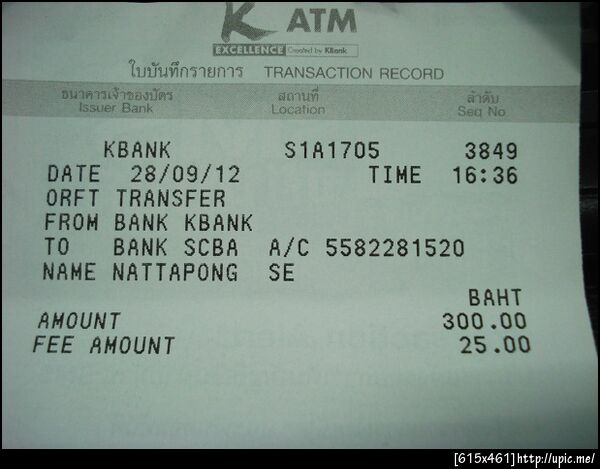 K ATM
EXCELLENCE Created by KBank
ใบบันทึกรายการ TRANSACTION RECORD
ธนาคารเจ้าของบัตร สถานที่ ลำดับ
Issuer Bank Location Seq No
KBANK S1A1705 3849
DATE 28/09/12 TIME 16:36
ORFT TRANSFER
FROM BANK KBANK
TO BANK SCBA A/C 5582281520
NAME NATTAPONG SE
BAHT
AMOUNT 300.00
FEE AMOUNT 25.00
[615x461]http://upic.me/